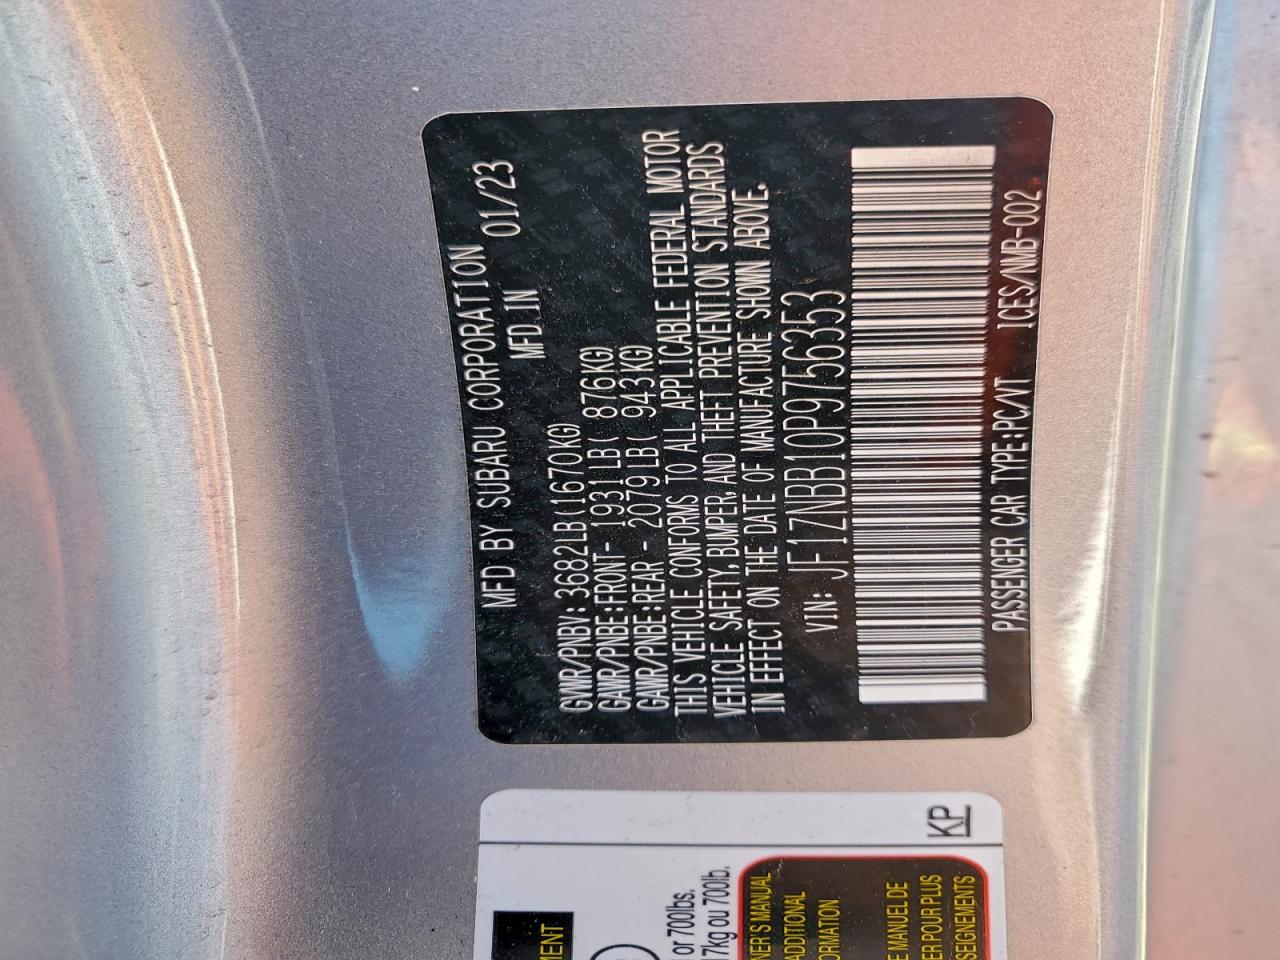 MFD BY SUBARU CORPORATION
MFD.IN 01/23
GVWR/PNBV: 3682LB(1670KG)
GAWR/PNBE:FRONT- 1931LB( 876KG)
GAWR/PNBE:REAR - 2079LB( 943KG)
THIS VEHICLE CONFORMS TO ALL APPLICABLE FEDERAL MOTOR
VEHICLE SAFETY, BUMPER, AND THEFT PREVENTION STANDARDS
IN EFFECT ON THE DATE OF MANUFACTURE SHOWN ABOVE.
VIN: JF1ZNBB10P9756353
PASSENGER CAR TYPE:PC/VT ICES/NMB-002
MENT
or 700lbs.
17kg ou 700lb.
NER'S MANUAL
ADDITIONAL
ORMATION
E MANUEL DE
ER POUR PLUS
SEIGNEMENTS
KP